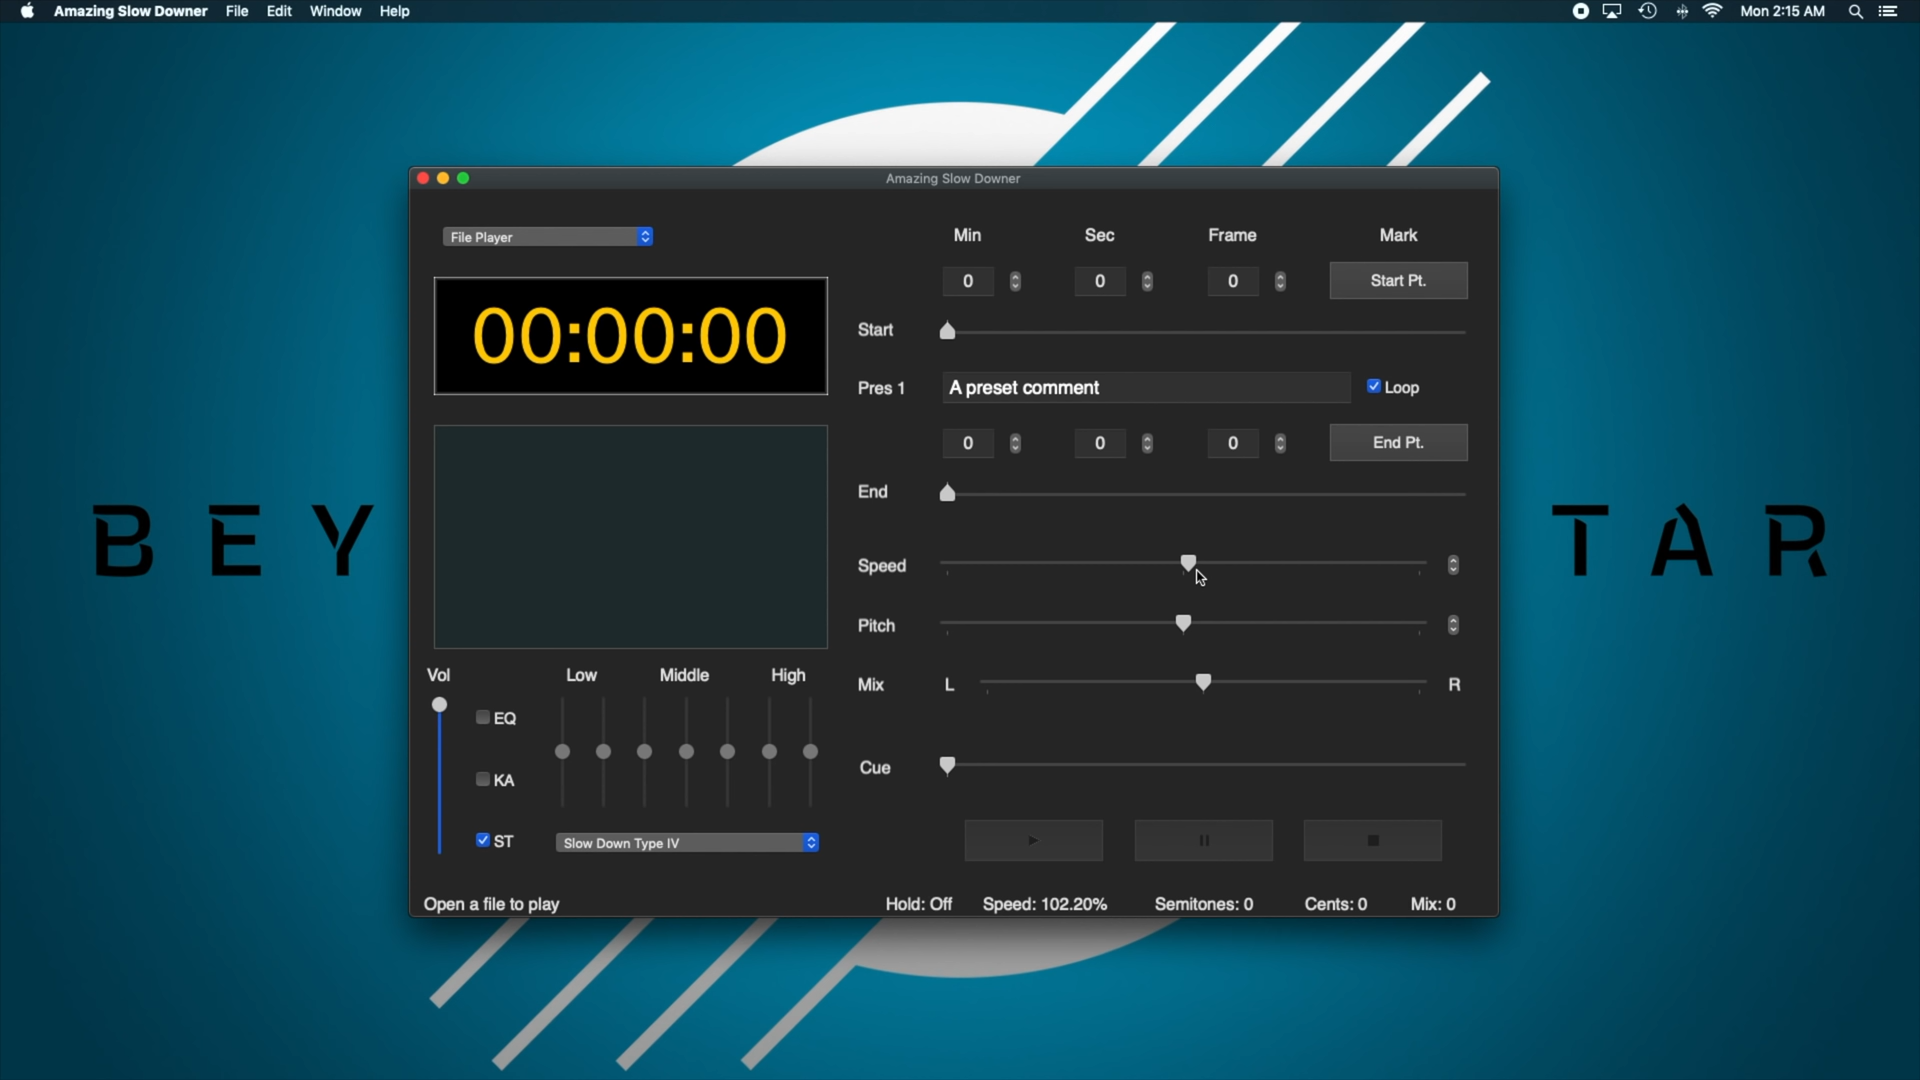 Amazing Slow Downer File Edit Window Help Mon 2:15 AM
Amazing Slow Downer
File Player
Min Sec Frame Mark
0 0 0 Start Pt.
00:00:00
Start
Pres 1 A preset comment Loop
0 0 0 End Pt.
End
B E Y T A R
Speed
Pitch
Vol Low Middle High
Mix L R
EQ
Cue
KA
ST Slow Down Type IV
Open a file to play Hold: Off Speed: 102.20% Semitones: 0 Cents: 0 Mix: 0